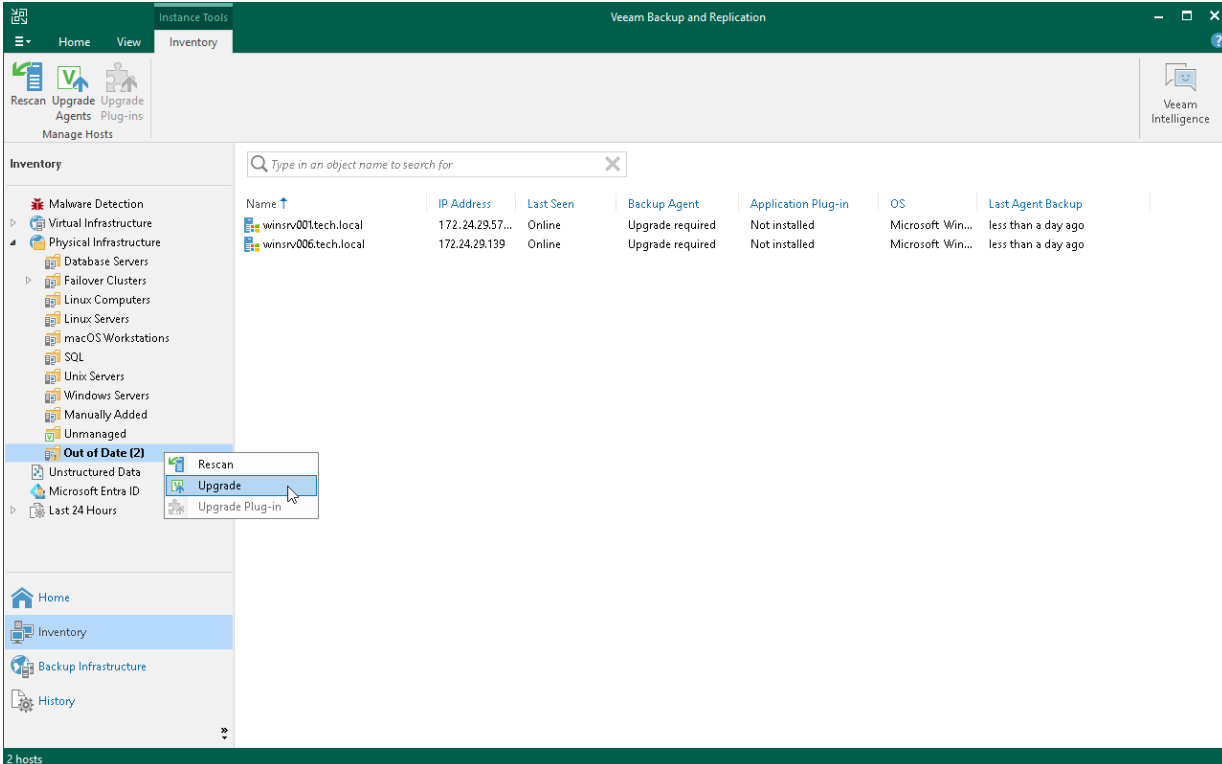 Instance Tools
Veeam Backup and Replication
Home View Inventory
Rescan Upgrade Agents Upgrade Plug-ins
Manage Hosts
Veeam Intelligence
Inventory
Type in an object name to search for
Malware Detection
Virtual Infrastructure
Physical Infrastructure
Database Servers
Failover Clusters
Linux Computers
Linux Servers
macOS Workstations
SQL
Unix Servers
Windows Servers
Manually Added
Unmanaged
Out of Date (2)
Unstructured Data
Microsoft Entra ID
Last 24 Hours
Rescan
Upgrade
Upgrade Plug-in
Name IP Address Last Seen Backup Agent Application Plug-in OS Last Agent Backup
winsrv001.tech.local 172.24.29.57... Online Upgrade required Not installed Microsoft Win... less than a day ago
winsrv006.tech.local 172.24.29.139 Online Upgrade required Not installed Microsoft Win... less than a day ago
Home
Inventory
Backup Infrastructure
History
2 hosts